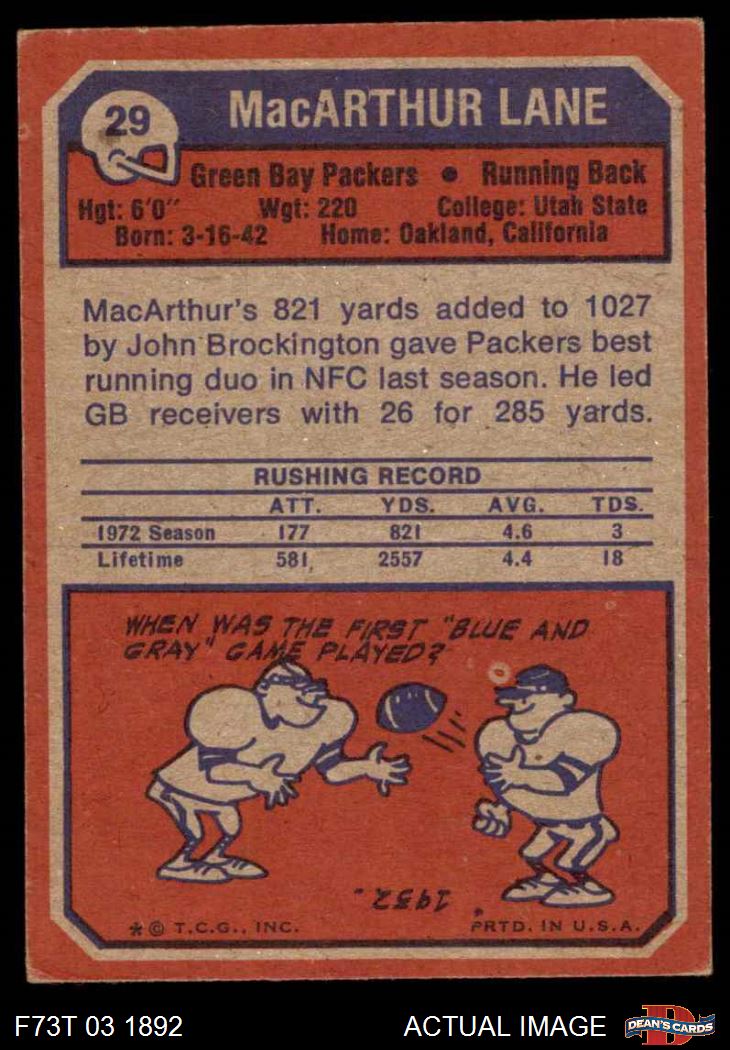 29
MacARTHUR LANE
Green Bay Packers • Running Back
Hgt: 6'0" Wgt: 220 College: Utah State
Born: 3-16-42 Home: Oakland, California
MacArthur's 821 yards added to 1027
by John Brockington gave Packers best
running duo in NFC last season. He led
GB receivers with 26 for 285 yards.
RUSHING RECORD
ATT. YDS. AVG. TDS.
1972 Season 177 821 4.6 3
Lifetime 581 2557 4.4 18
WHEN WAS THE FIRST "BLUE AND
GRAY" GAME PLAYED?
* © T.C.G., INC. PRTD. IN U.S.A.
F73T 03 1892 ACTUAL IMAGE D DEAN'S CARDS